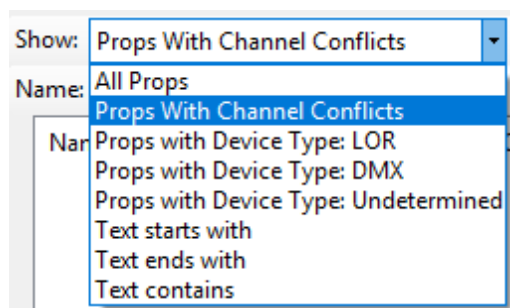 Show: Props With Channel Conflicts
Name: All Props
Props With Channel Conflicts
Nar Props with Device Type: LOR
Props with Device Type: DMX
Props with Device Type: Undetermined
Text starts with
Text ends with
Text contains